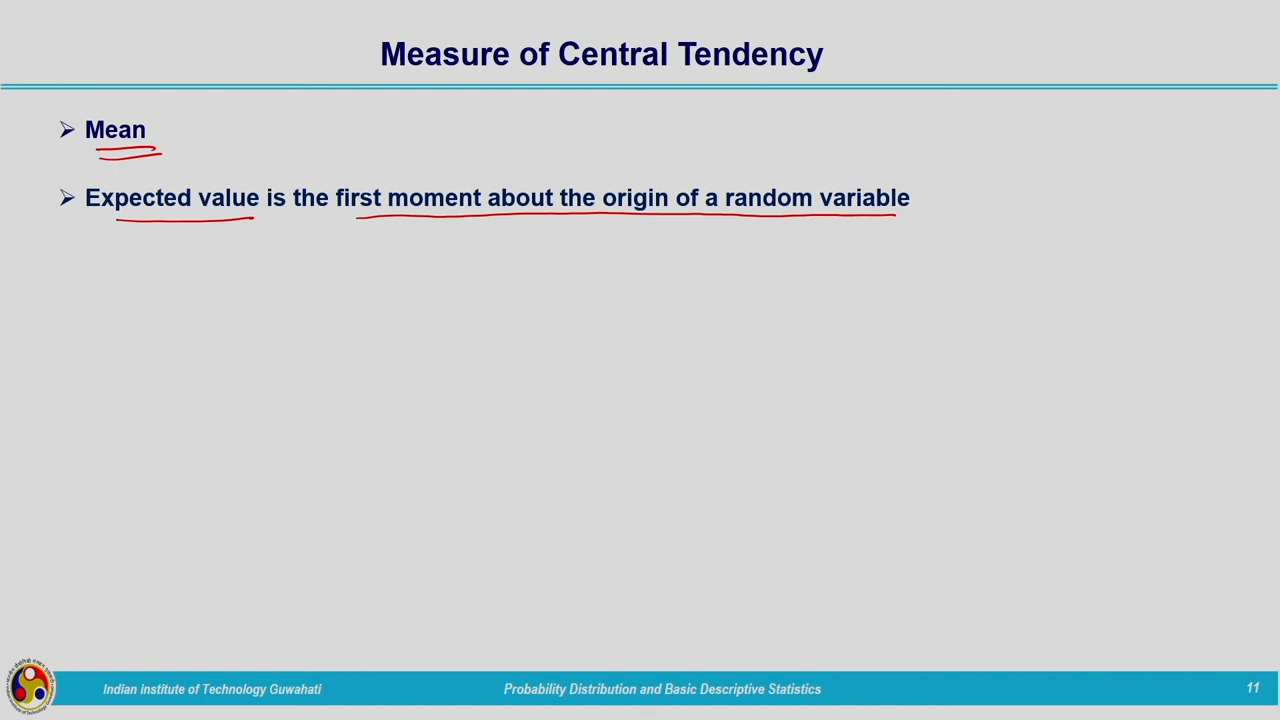 Measure of Central Tendency
Mean
Expected value is the first moment about the origin of a random variable
Indian institute of Technology Guwahati
Probability Distribution and Basic Descriptive Statistics
11